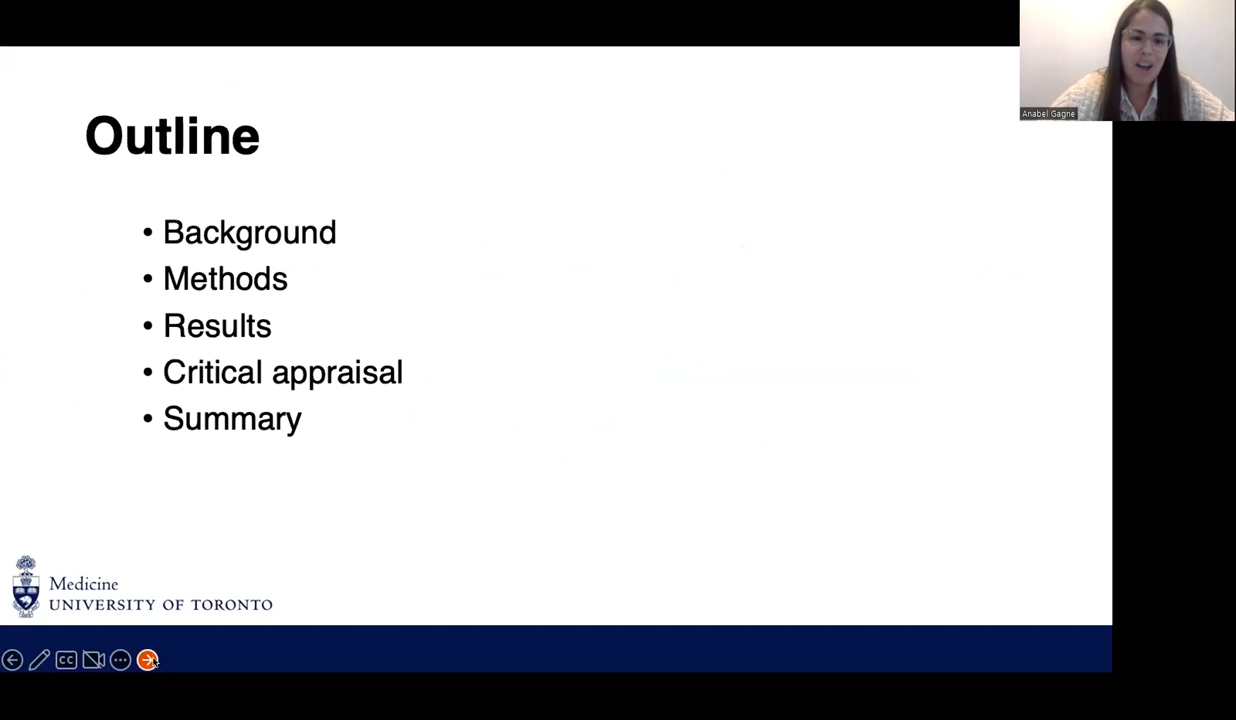 Outline
• Background
• Methods
• Results
• Critical appraisal
• Summary
Anabel Gagne
Medicine
UNIVERSITY OF TORONTO
CC